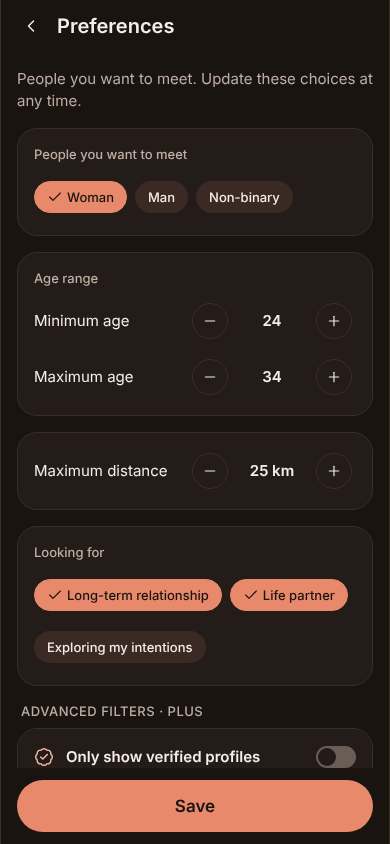 Preferences
People you want to meet. Update these choices at
any time.
People you want to meet
Woman Man Non-binary
Age range
Minimum age − 24 +
Maximum age − 34 +
Maximum distance − 25 km +
Looking for
Long-term relationship Life partner
Exploring my intentions
ADVANCED FILTERS · PLUS
Only show verified profiles
Save